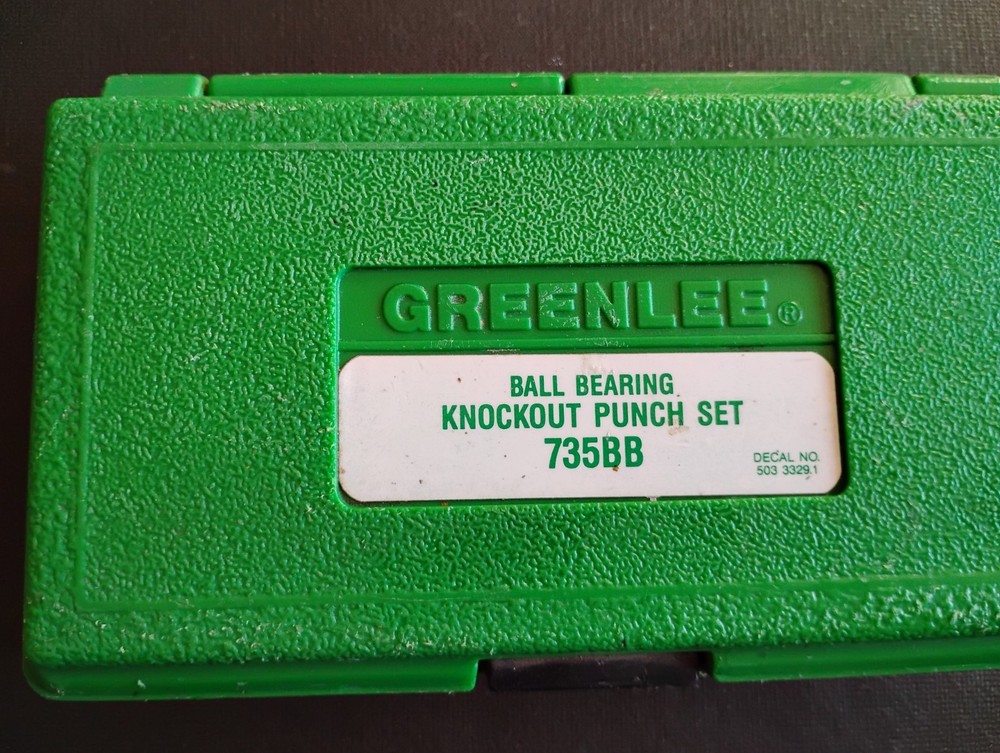 GREENLEE®
BALL BEARING
KNOCKOUT PUNCH SET
735BB
DECAL NO.
503 3329.1